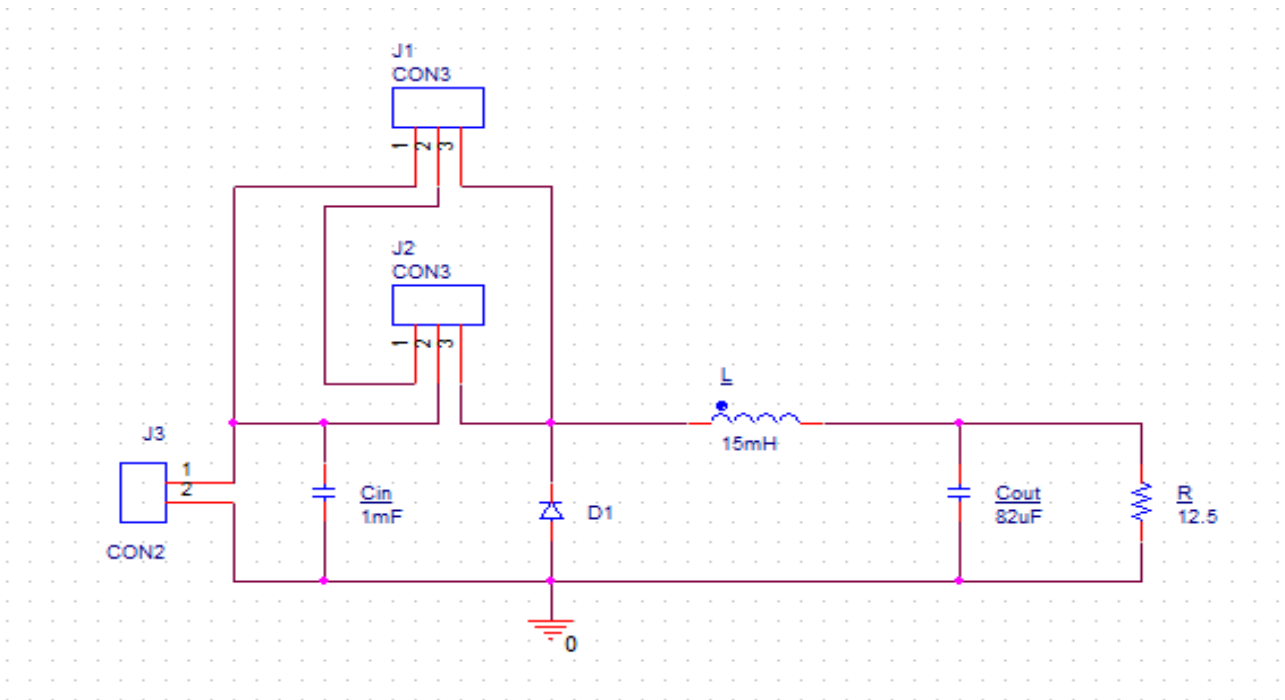 J1
CON3
1 2 3
J2
CON3
1 2 3
L
15mH
J3
1
2
CON2
Cin
1mF
D1
Cout
82uF
R
12.5
0